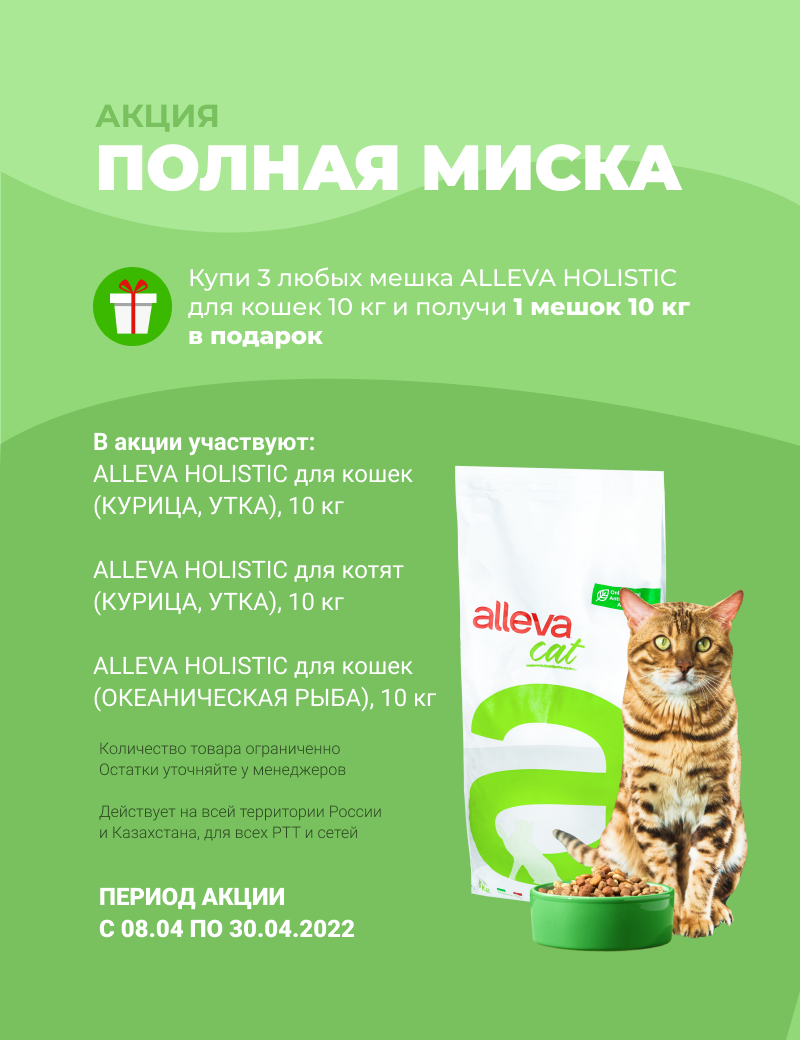 АКЦИЯ
ПОЛНАЯ МИСКА
Купи 3 любых мешка ALLEVA HOLISTIC
для кошек 10 кг и получи 1 мешок 10 кг
в подарок
В акции участвуют:
ALLEVA HOLISTIC для кошек
(КУРИЦА, УТКА), 10 кг
ALLEVA HOLISTIC для котят
(КУРИЦА, УТКА), 10 кг
ALLEVA HOLISTIC для кошек
(ОКЕАНИЧЕСКАЯ РЫБА), 10 кг
Количество товара ограниченно
Остатки уточняйте у менеджеров
Действует на всей территории России
и Казахстана, для всех РТТ и сетей
ПЕРИОД АКЦИИ
С 08.04 ПО 30.04.2022
alleva
cat